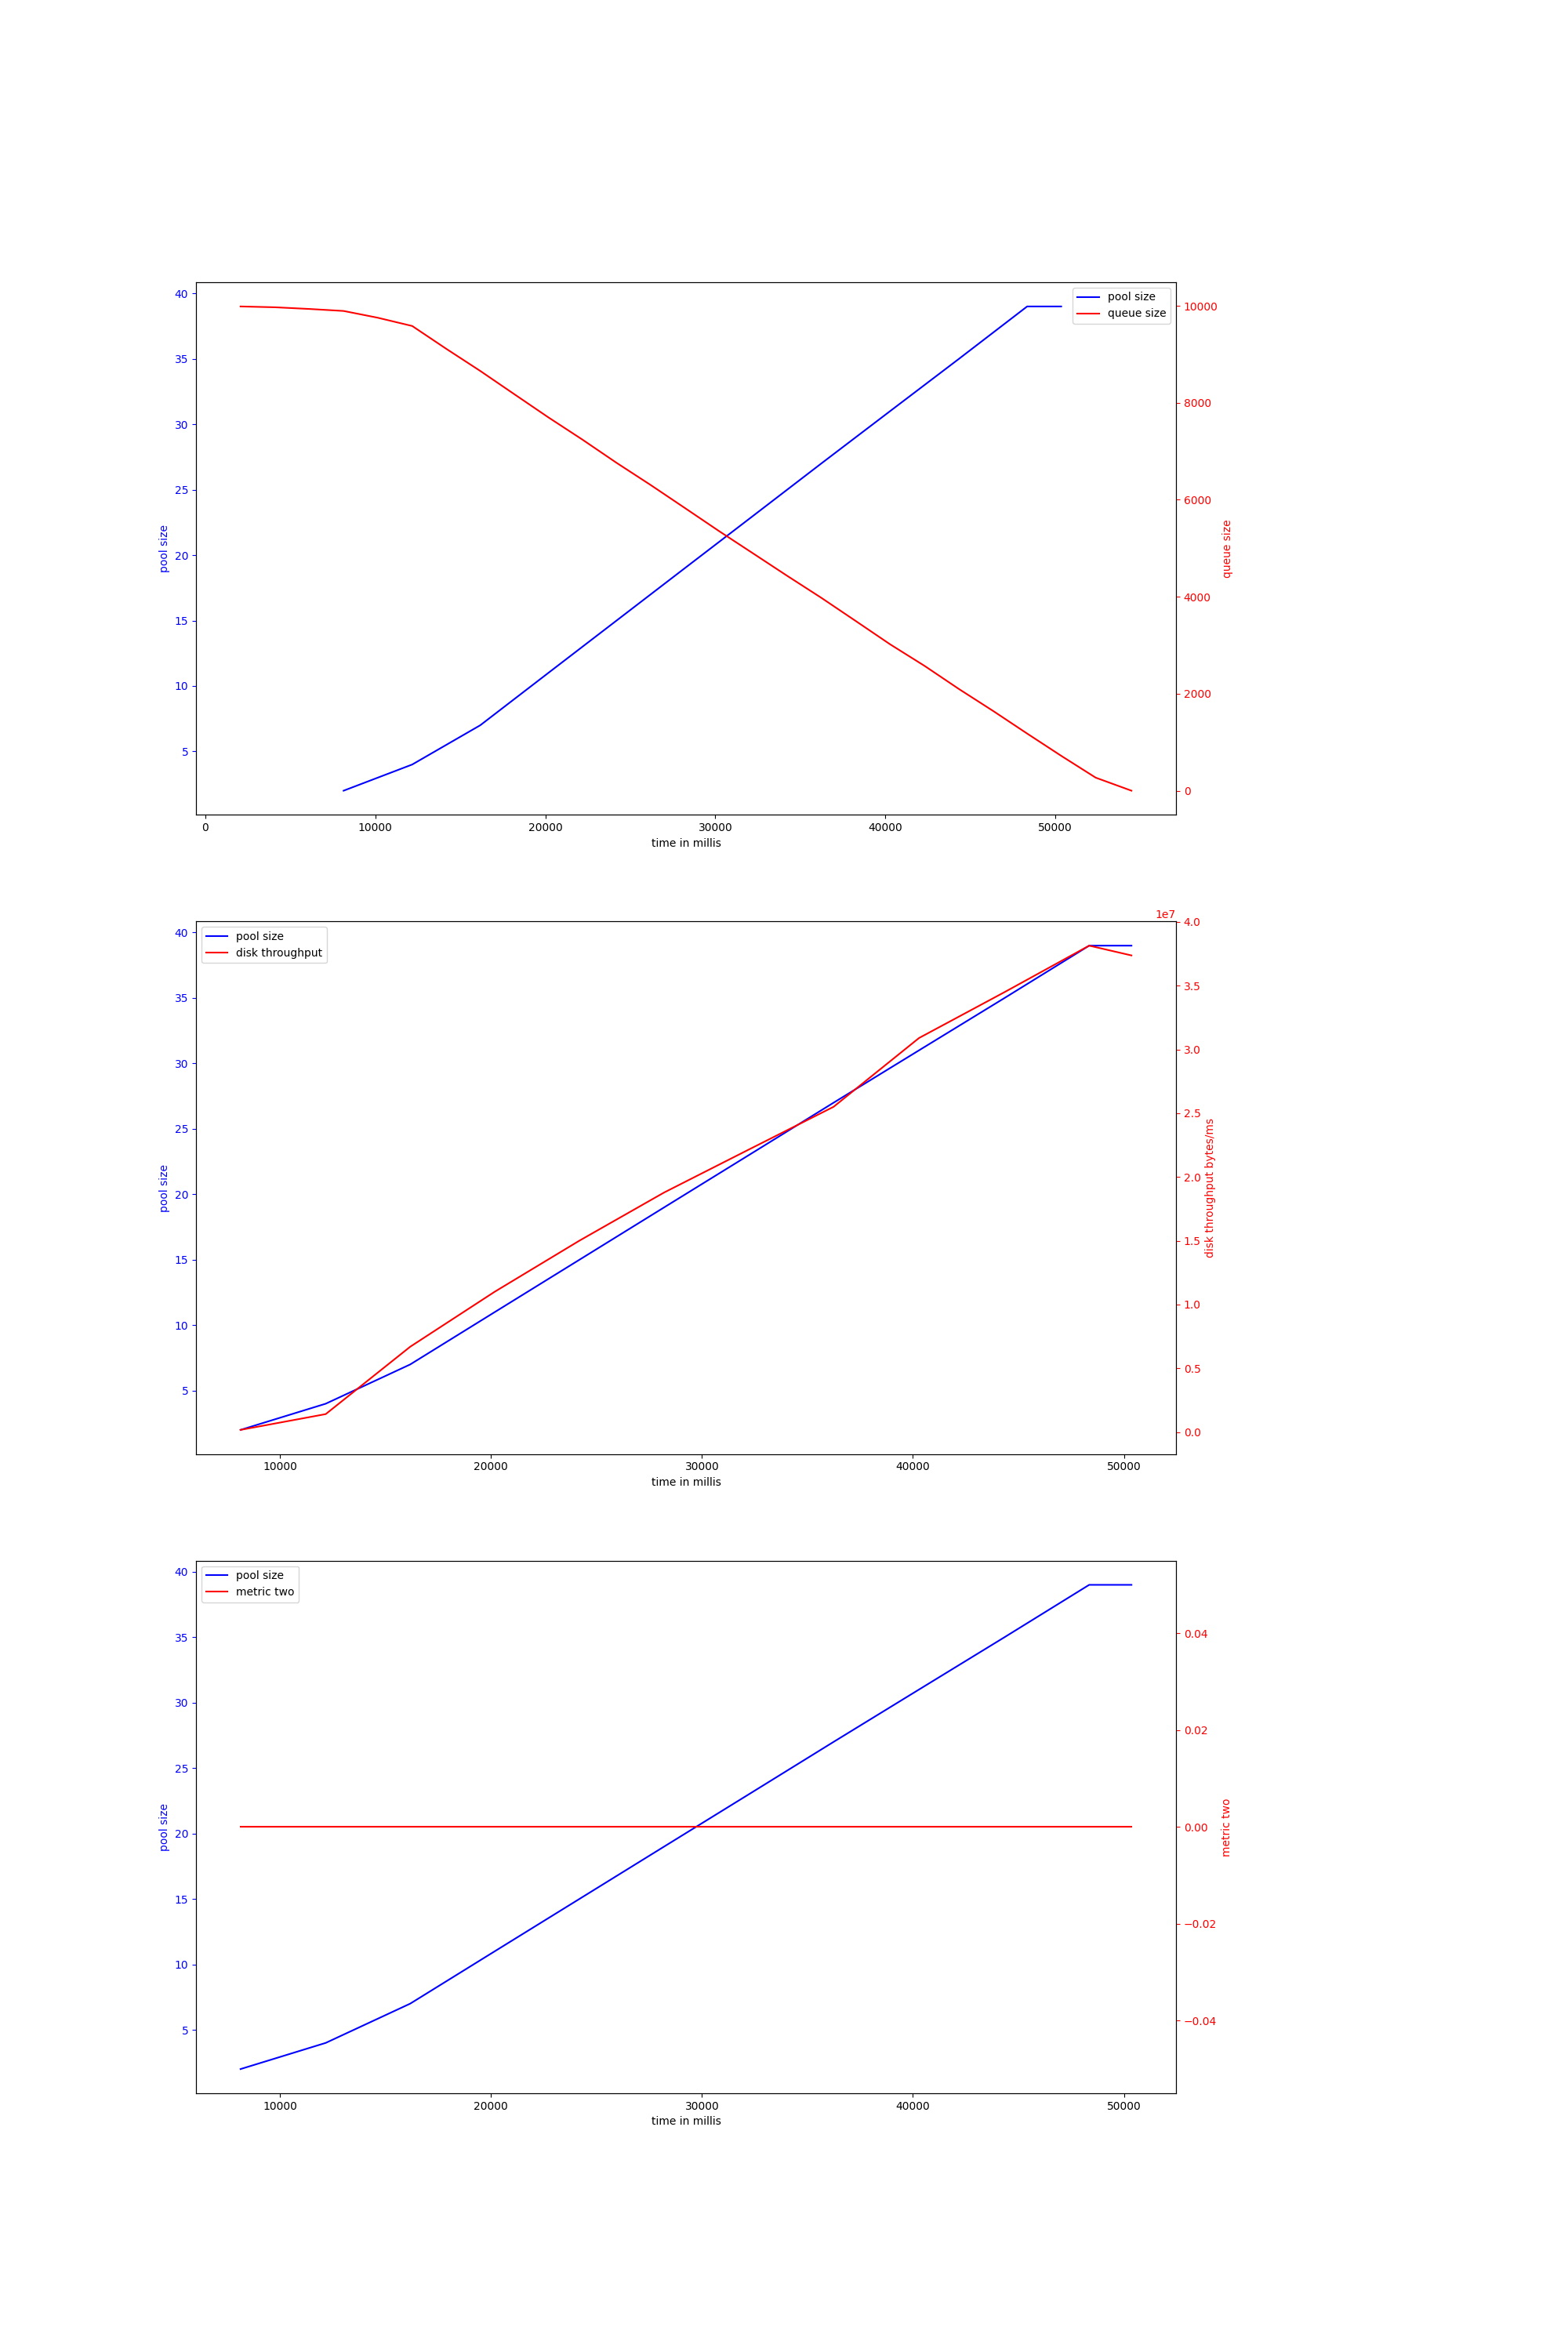 40
35
30
25
20
15
10
5
pool size
pool size
queue size
10000
8000
6000
4000
2000
0
queue size
0 10000 20000 30000 40000 50000
time in millis
1e7
40
35
30
25
20
15
10
5
pool size
pool size
disk throughput
4.0
3.5
3.0
2.5
2.0
1.5
1.0
0.5
0.0
disk throughput bytes/ms
10000 20000 30000 40000 50000
time in millis
40
35
30
25
20
15
10
5
pool size
pool size
metric two
0.04
0.02
0.00
−0.02
−0.04
metric two
10000 20000 30000 40000 50000
time in millis